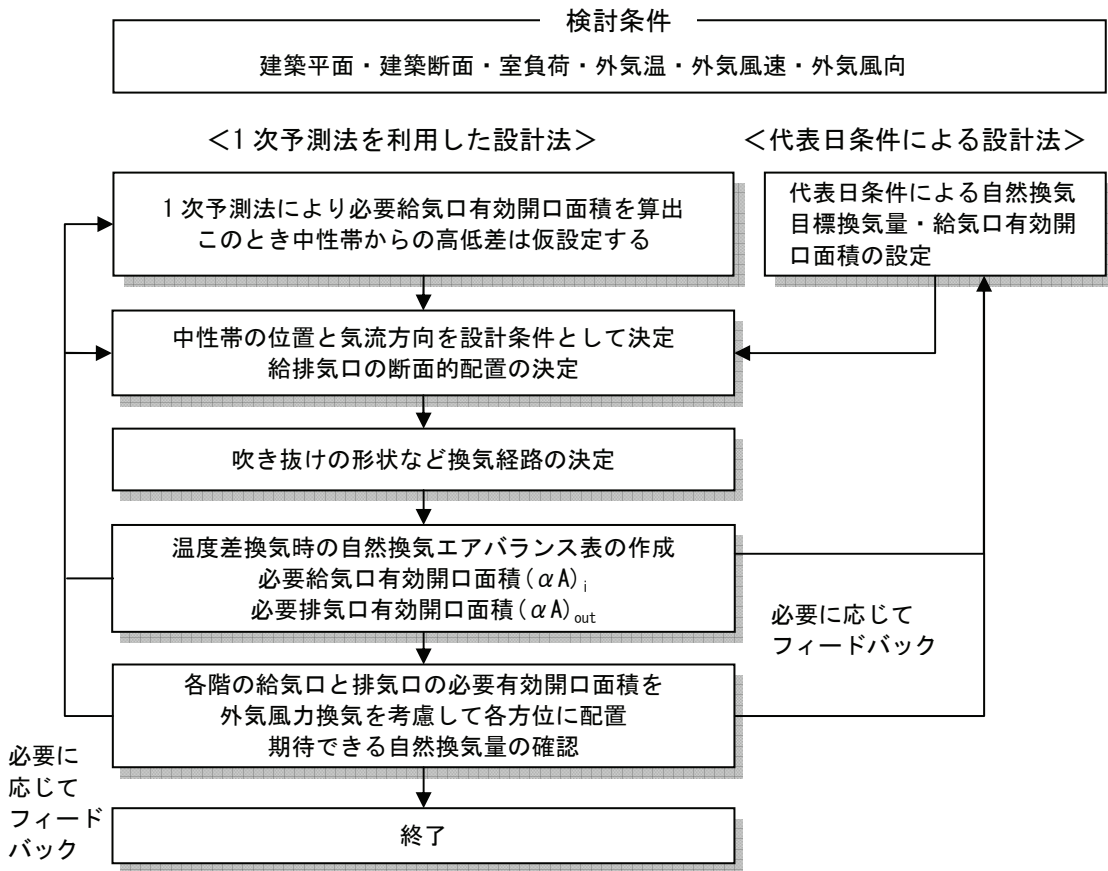 検討条件
建築平面・建築断面・室負荷・外気温・外気風速・外気風向
＜1次予測法を利用した設計法＞
＜代表日条件による設計法＞
1次予測法により必要給気口有効開口面積を算出
このとき中性帯からの高低差は仮設定する
代表日条件による自然換気
目標換気量・給気口有効開
口面積の設定
中性帯の位置と気流方向を設計条件として決定
給排気口の断面的配置の決定
吹き抜けの形状など換気経路の決定
温度差換気時の自然換気エアバランス表の作成
必要給気口有効開口面積(αA)i
必要排気口有効開口面積(αA)out
必要に応じて
フィードバック
各階の給気口と排気口の必要有効開口面積を
外気風力換気を考慮して各方位に配置
期待できる自然換気量の確認
必要に
応じて
フィード
バック
終了